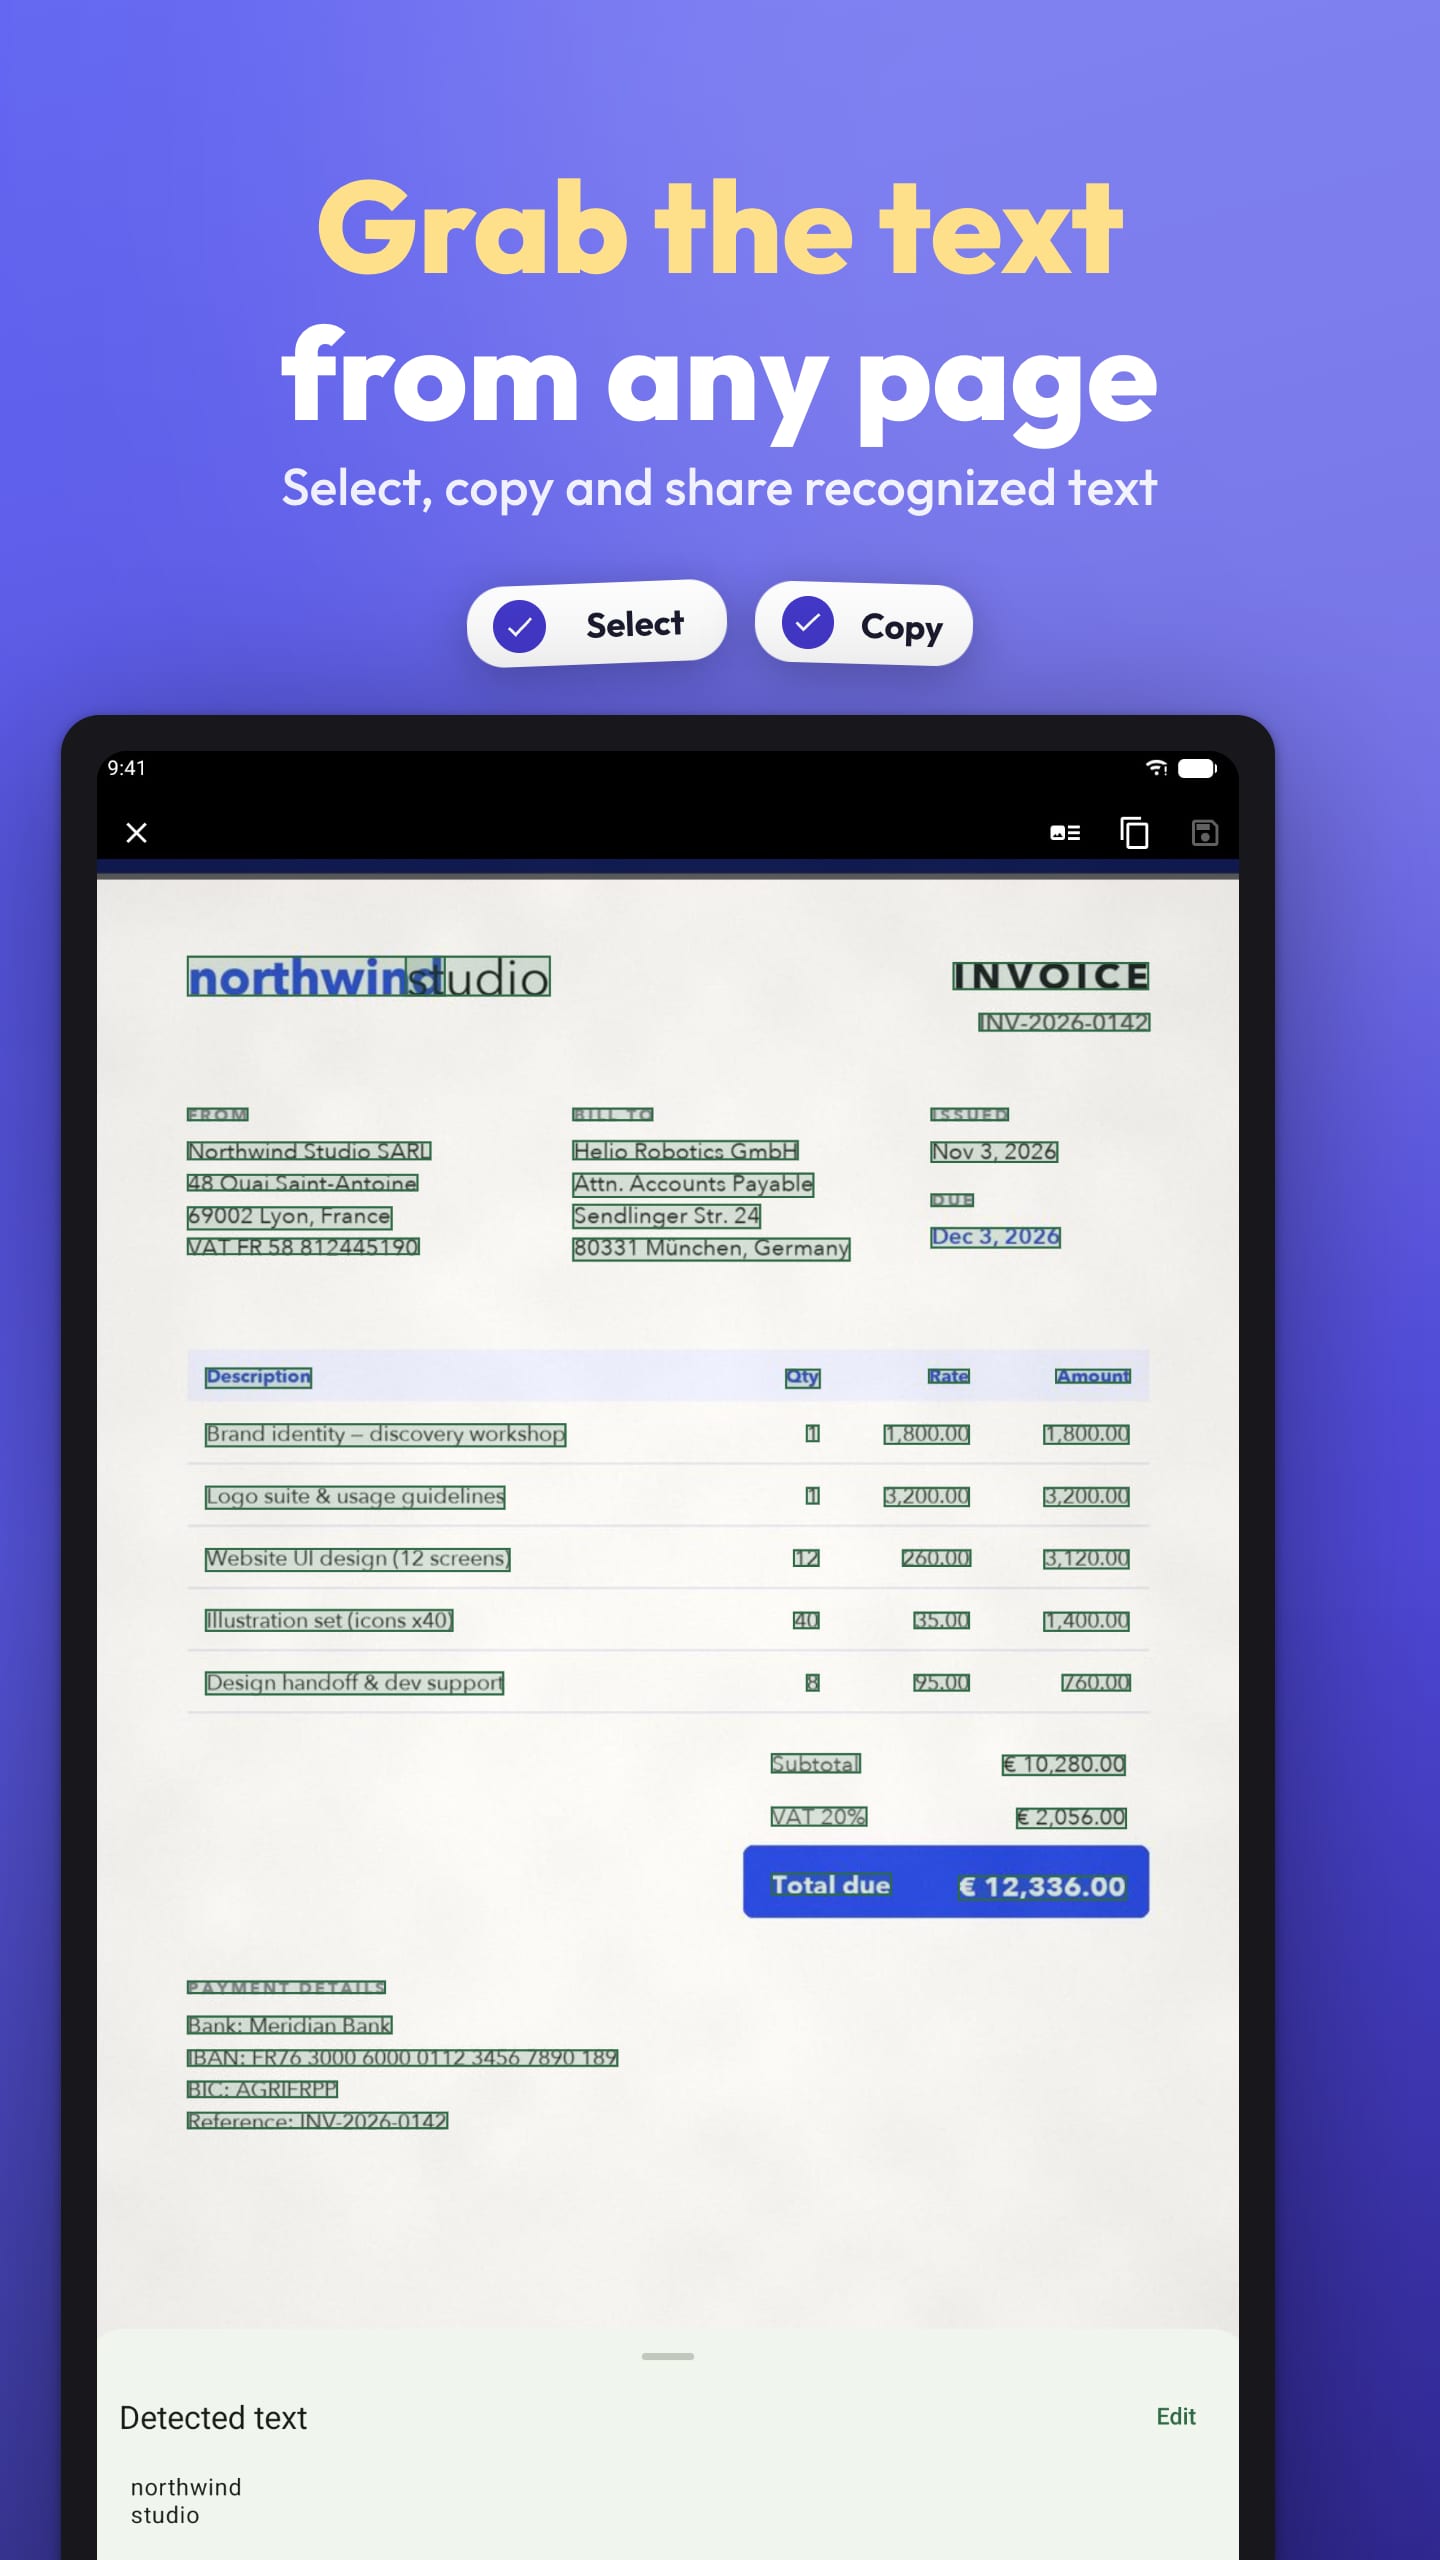 Grab the text
from any page
Select, copy and share recognized text
Select
Copy
9:41
northwindstudio
INVOICE
INV-2026-0142
FROM
Northwind Studio SARL
48 Quai Saint-Antoine
69002 Lyon, France
VAT FR 58 812445190
BILL TO
Helio Robotics GmbH
Attn. Accounts Payable
Sendlinger Str. 24
80331 München, Germany
ISSUED
Nov 3, 2026
DUE
Dec 3, 2026
Description Qty Rate Amount
Brand identity – discovery workshop 1 1,800.00 1,800.00
Logo suite & usage guidelines 1 3,200.00 3,200.00
Website UI design (12 screens) 12 260.00 3,120.00
Illustration set (icons x40) 40 35.00 1,400.00
Design handoff & dev support 8 95.00 760.00
Subtotal € 10,280.00
VAT 20% € 2,056.00
Total due € 12,336.00
PAYMENT DETAILS
Bank: Meridian Bank
IBAN: FR76 3000 6000 0112 3456 7890 189
BIC: AGRIFRPP
Reference: INV-2026-0142
Detected text
Edit
northwind
studio